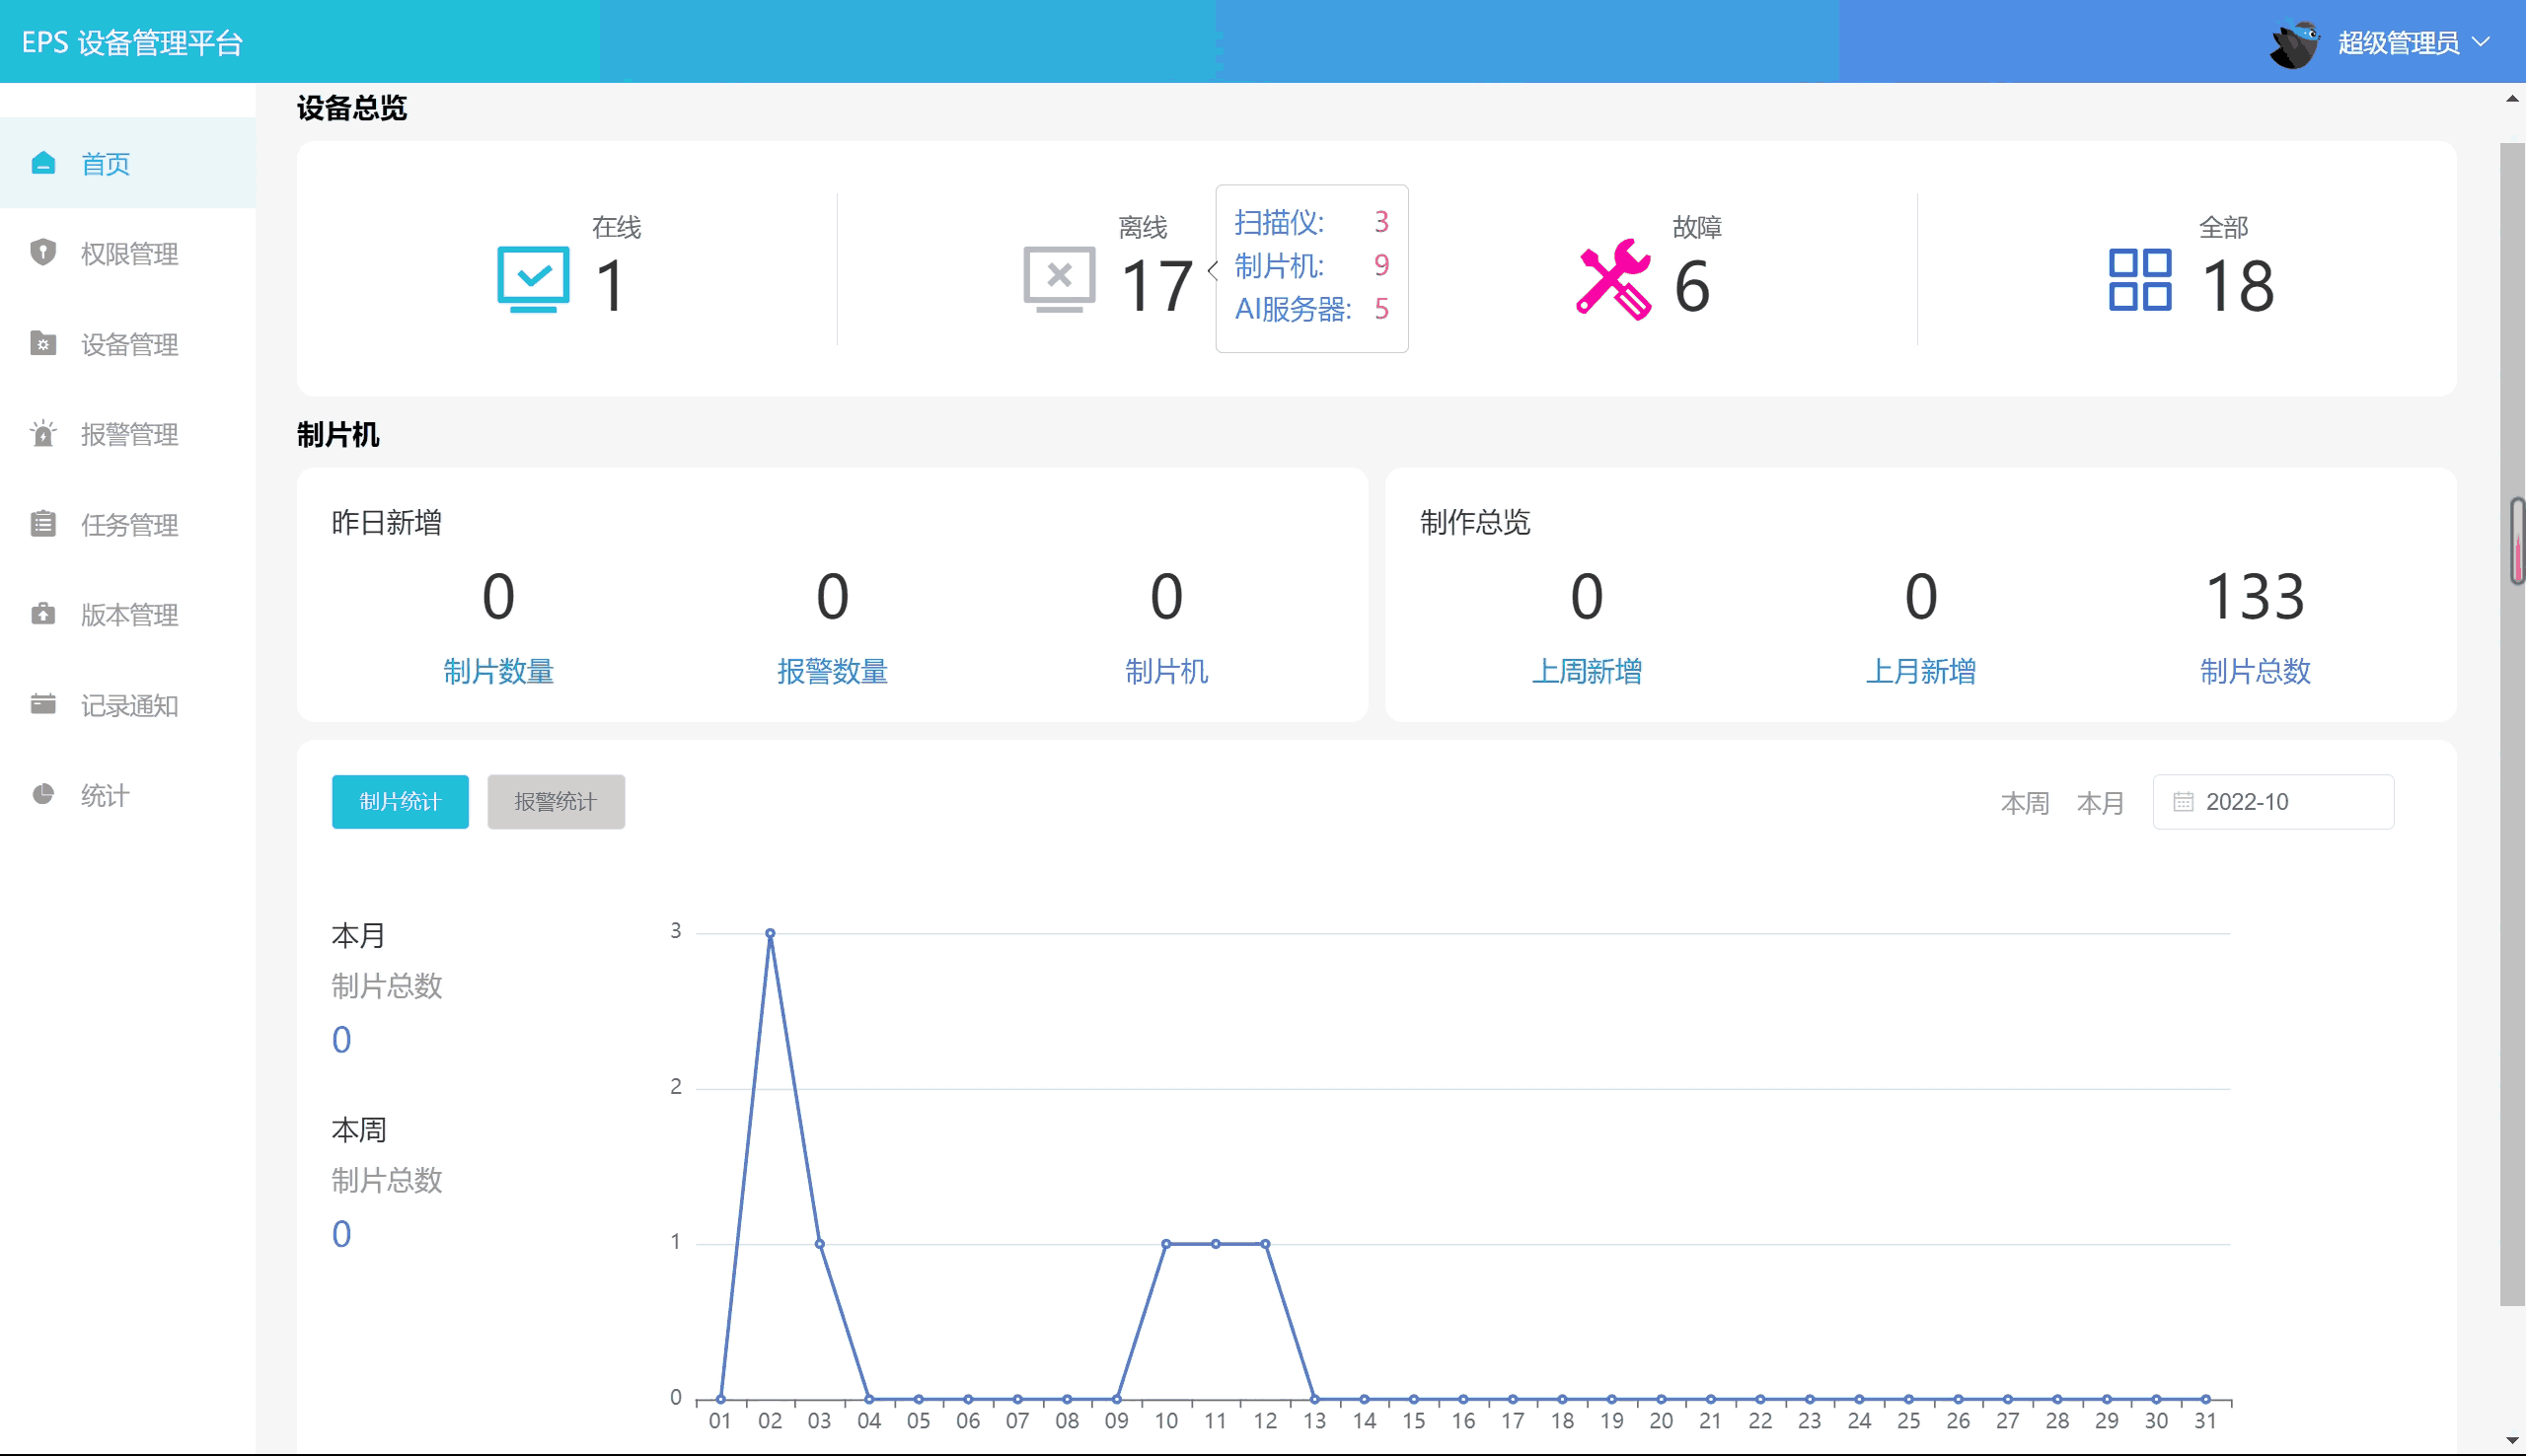 EPS 设备管理平台
超级管理员
首页
权限管理
设备管理
报警管理
任务管理
版本管理
记录通知
统计
设备总览
在线
1
离线
17
扫描仪: 3
制片机: 9
AI服务器: 5
故障
6
全部
18
制片机
昨日新增
0 0 0
制片数量 报警数量 制片机
制作总览
0 0 133
上周新增 上月新增 制片总数
制片统计 报警统计
本周 本月 2022-10
本月
制片总数
0
本周
制片总数
0
3
2
1
0
01 02 03 04 05 06 07 08 09 10 11 12 13 14 15 16 17 18 19 20 21 22 23 24 25 26 27 28 29 30 31